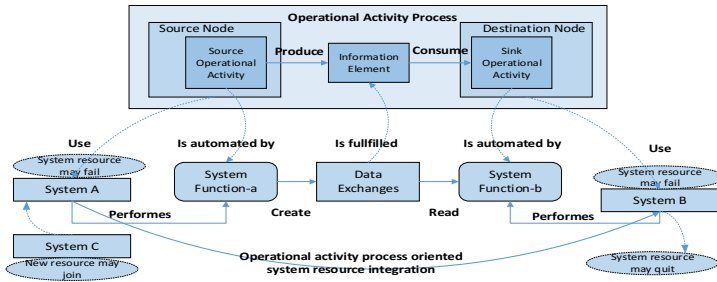 Operational Activity Process
Source Node
Destination Node
Source
Operational
Activity
Produce
Information
Element
Consume
Sink
Operational
Activity
Use
Is automated by
Is fullfilled
Is automated by
Use
System resource
may fail
System A
System
Function-a
Data
Exchanges
System
Function-b
System resource
may fail
System B
Performes
Create
Read
Performes
System C
New resource may
join
Operational activity process oriented
system resource integration
System resource
may quit